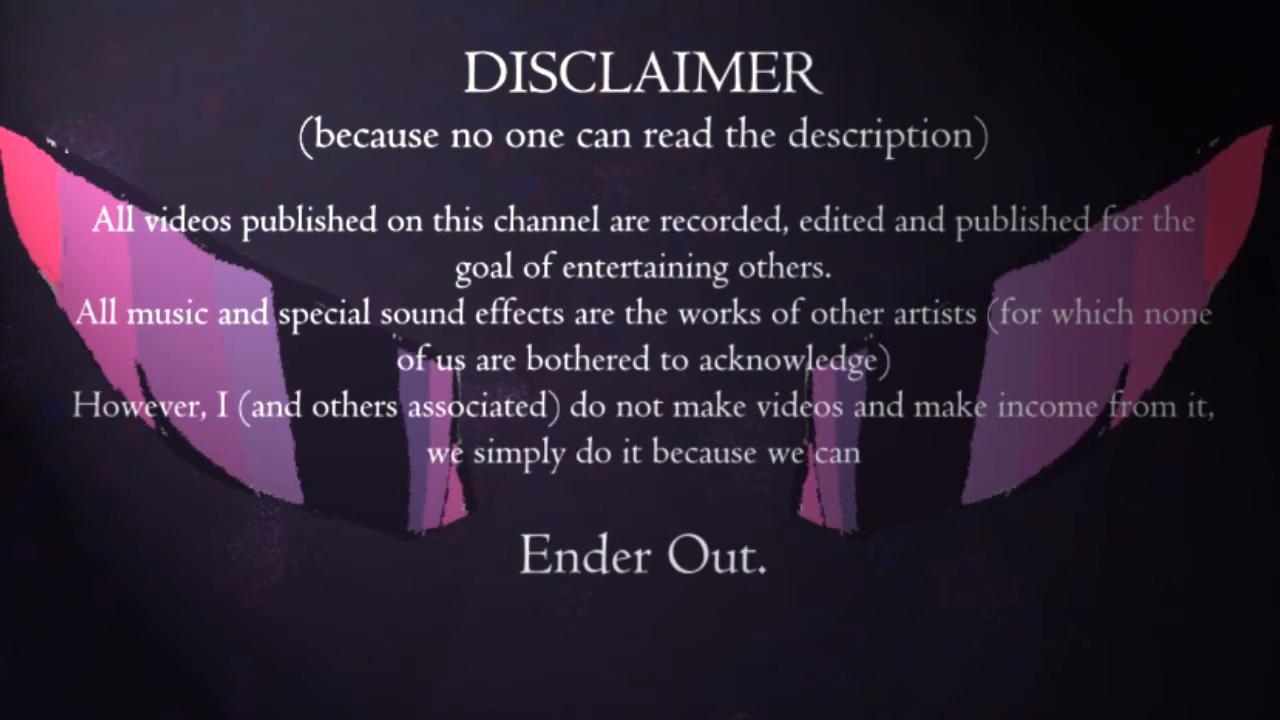 DISCLAIMER
(because no one can read the description)
All videos published on this channel are recorded, edited and published for the
goal of entertaining others.
All music and special sound effects are the works of other artists (for which none
of us are bothered to acknowledge)
However, I (and others associated) do not make videos and make income from it,
we simply do it because we can
Ender Out.